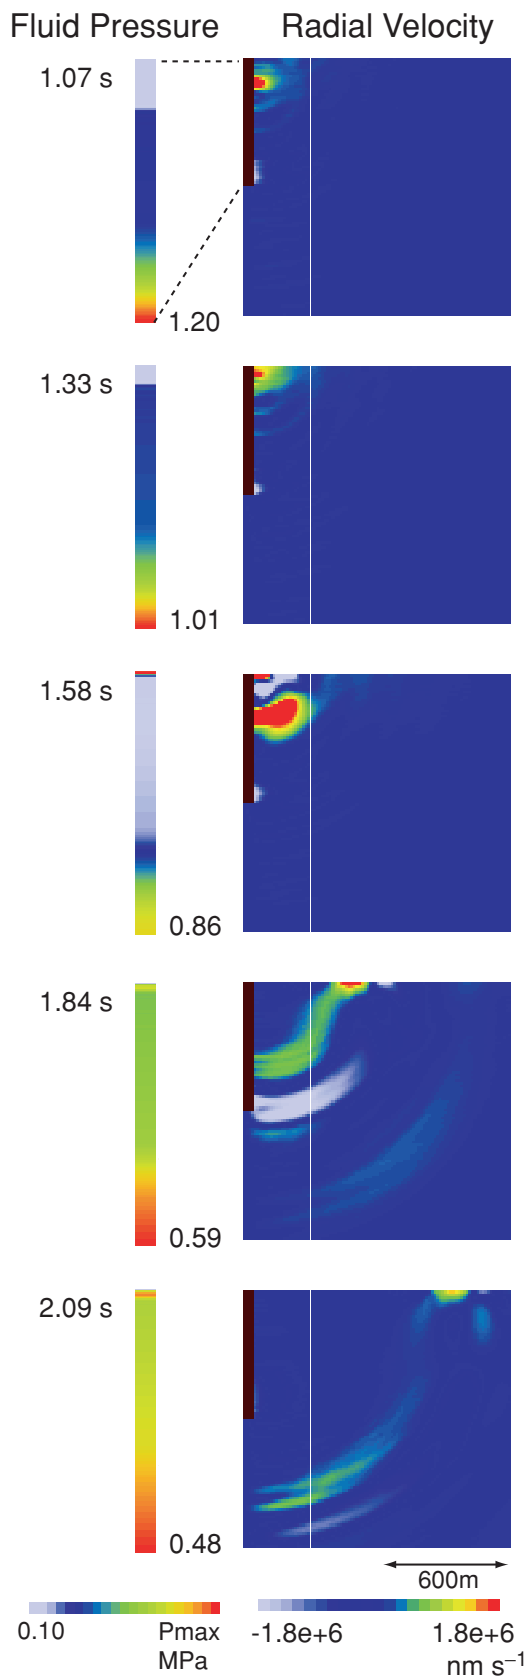 Fluid Pressure Radial Velocity
1.07 s
1.20
1.33 s
1.01
1.58 s
0.86
1.84 s
0.59
2.09 s
0.48
600m
0.10 Pmax
MPa
-1.8e+6 1.8e+6
nm s⁻¹